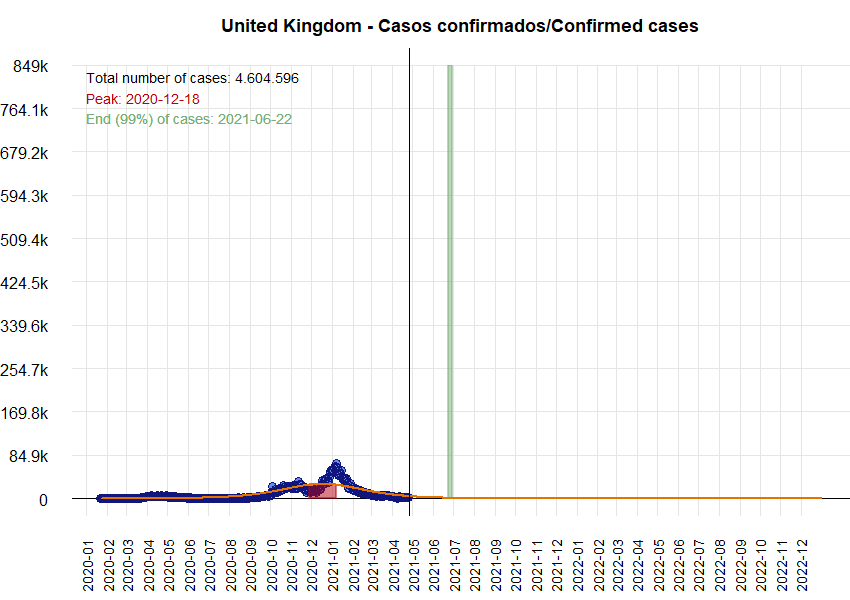 United Kingdom - Casos confirmados/Confirmed cases
849k
764.1k
679.2k
594.3k
509.4k
424.5k
339.6k
254.7k
169.8k
84.9k
0
Total number of cases: 4.604.596
Peak: 2020-12-18
End (99%) of cases: 2021-06-22
2020-01
2020-02
2020-03
2020-04
2020-05
2020-06
2020-07
2020-08
2020-09
2020-10
2020-11
2020-12
2021-01
2021-02
2021-03
2021-04
2021-05
2021-06
2021-07
2021-08
2021-09
2021-10
2021-11
2021-12
2022-01
2022-02
2022-03
2022-04
2022-05
2022-06
2022-07
2022-08
2022-09
2022-10
2022-11
2022-12